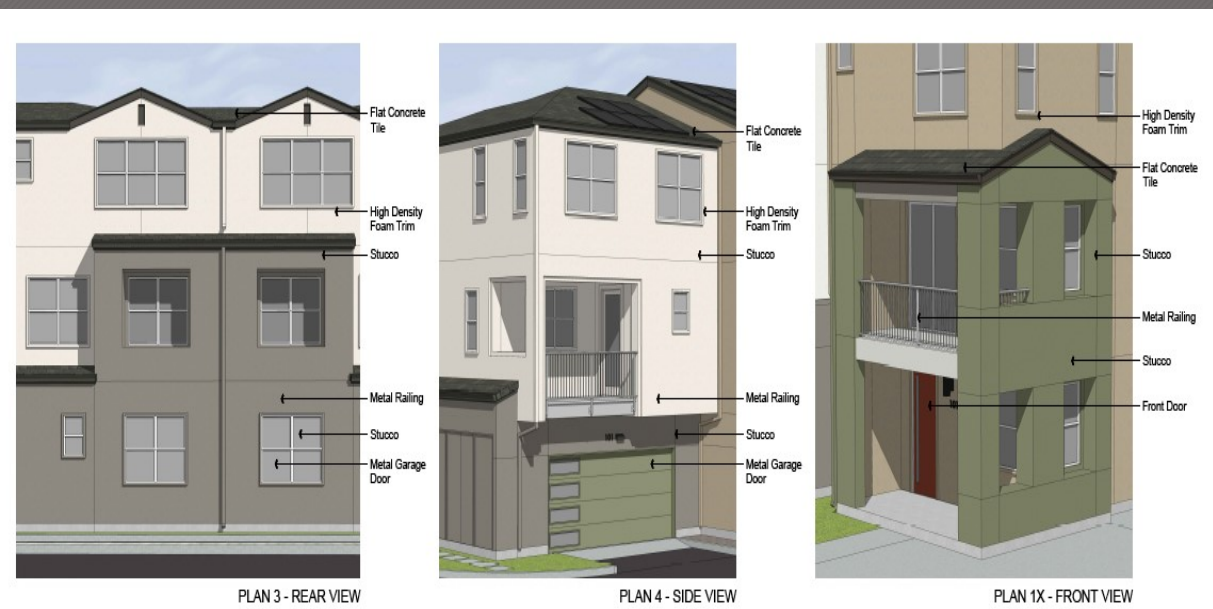 Flat Concrete
Tile
High Density
Foam Trim
Stucco
Metal Railing
Stucco
Metal Garage
Door
PLAN 3 - REAR VIEW
Flat Concrete
Tile
High Density
Foam Trim
Stucco
Metal Railing
Stucco
Metal Garage
Door
PLAN 4 - SIDE VIEW
High Density
Foam Trim
Flat Concrete
Tile
Stucco
Metal Railing
Stucco
Front Door
PLAN 1X - FRONT VIEW